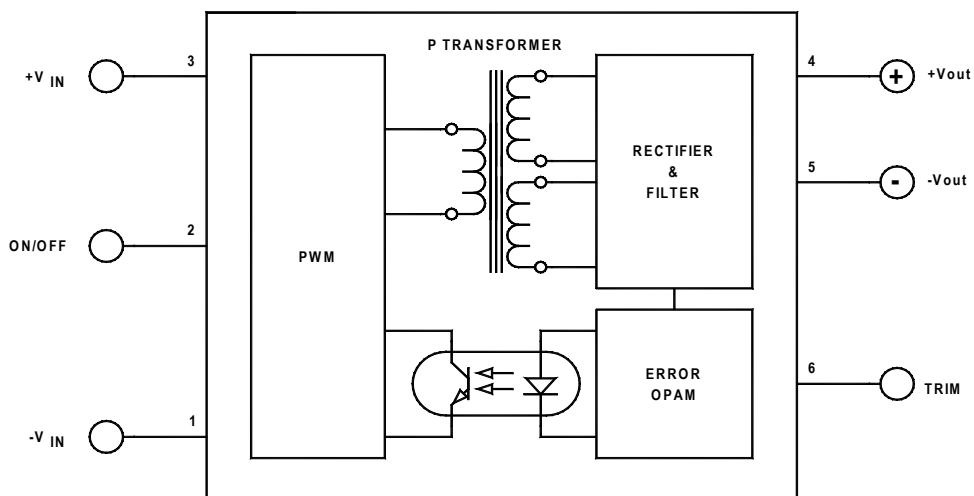 P TRANSFORMER
3
+V IN
4
+
+Vout
RECTIFIER
&
FILTER
5
-
-Vout
2
ON/OFF
PWM
ERROR
OPAM
6
TRIM
1
-V IN